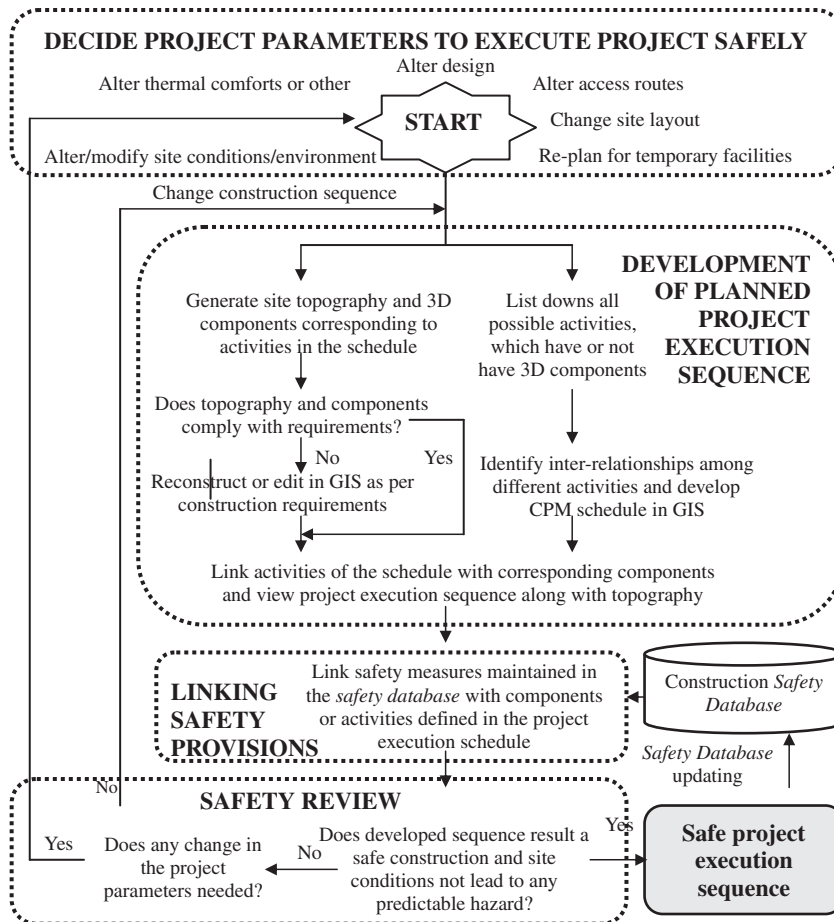 DECIDE PROJECT PARAMETERS TO EXECUTE PROJECT SAFELY
Alter design
Alter thermal comforts or other
Alter access routes
START
Change site layout
Alter/modify site conditions/environment
Re-plan for temporary facilities
Change construction sequence
DEVELOPMENT
OF PLANNED
PROJECT
EXECUTION
SEQUENCE
Generate site topography and 3D
components corresponding to
activities in the schedule
List downs all
possible activities,
which have or not
have 3D components
Does topography and components
comply with requirements?
No
Yes
Reconstruct or edit in GIS as per
construction requirements
Identify inter-relationships among
different activities and develop
CPM schedule in GIS
Link activities of the schedule with corresponding components
and view project execution sequence along with topography
LINKING
SAFETY
PROVISIONS
Link safety measures maintained in
the safety database with components
or activities defined in the project
execution schedule
Construction Safety
Database
Safety Database
updating
No
SAFETY REVIEW
Yes
Does any change in
the project
parameters needed?
No
Does developed sequence result a
safe construction and site
conditions not lead to any
predictable hazard?
Yes
Safe project
execution
sequence